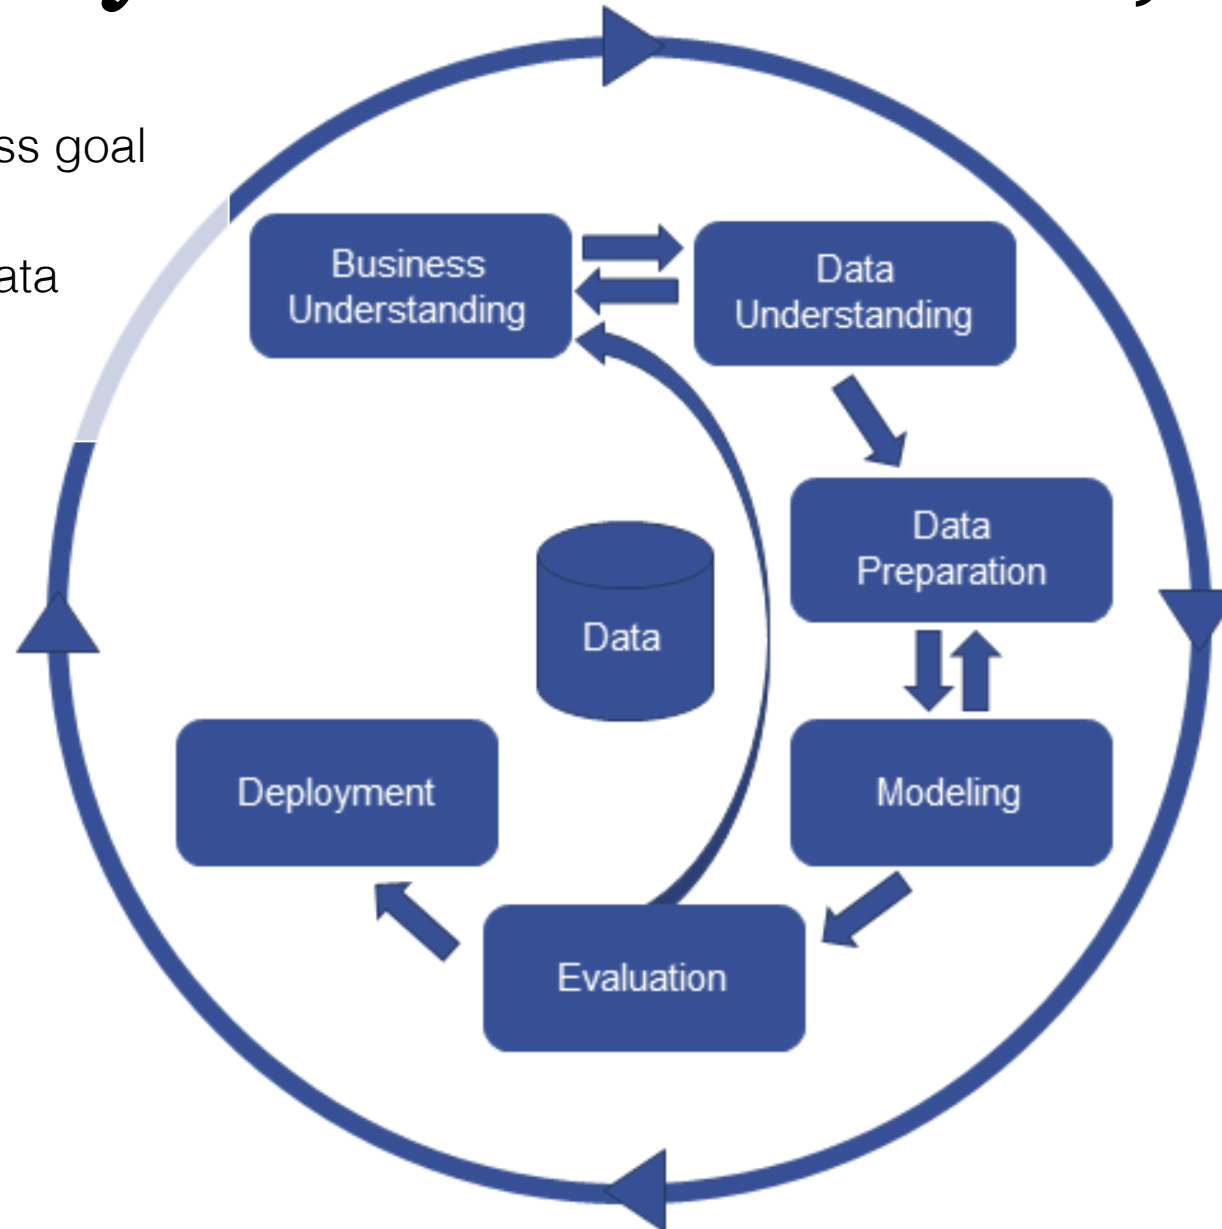 ss goal
ata
Business
Understanding
Data
Understanding
Data
Preparation
Data
Deployment
Modeling
Evaluation